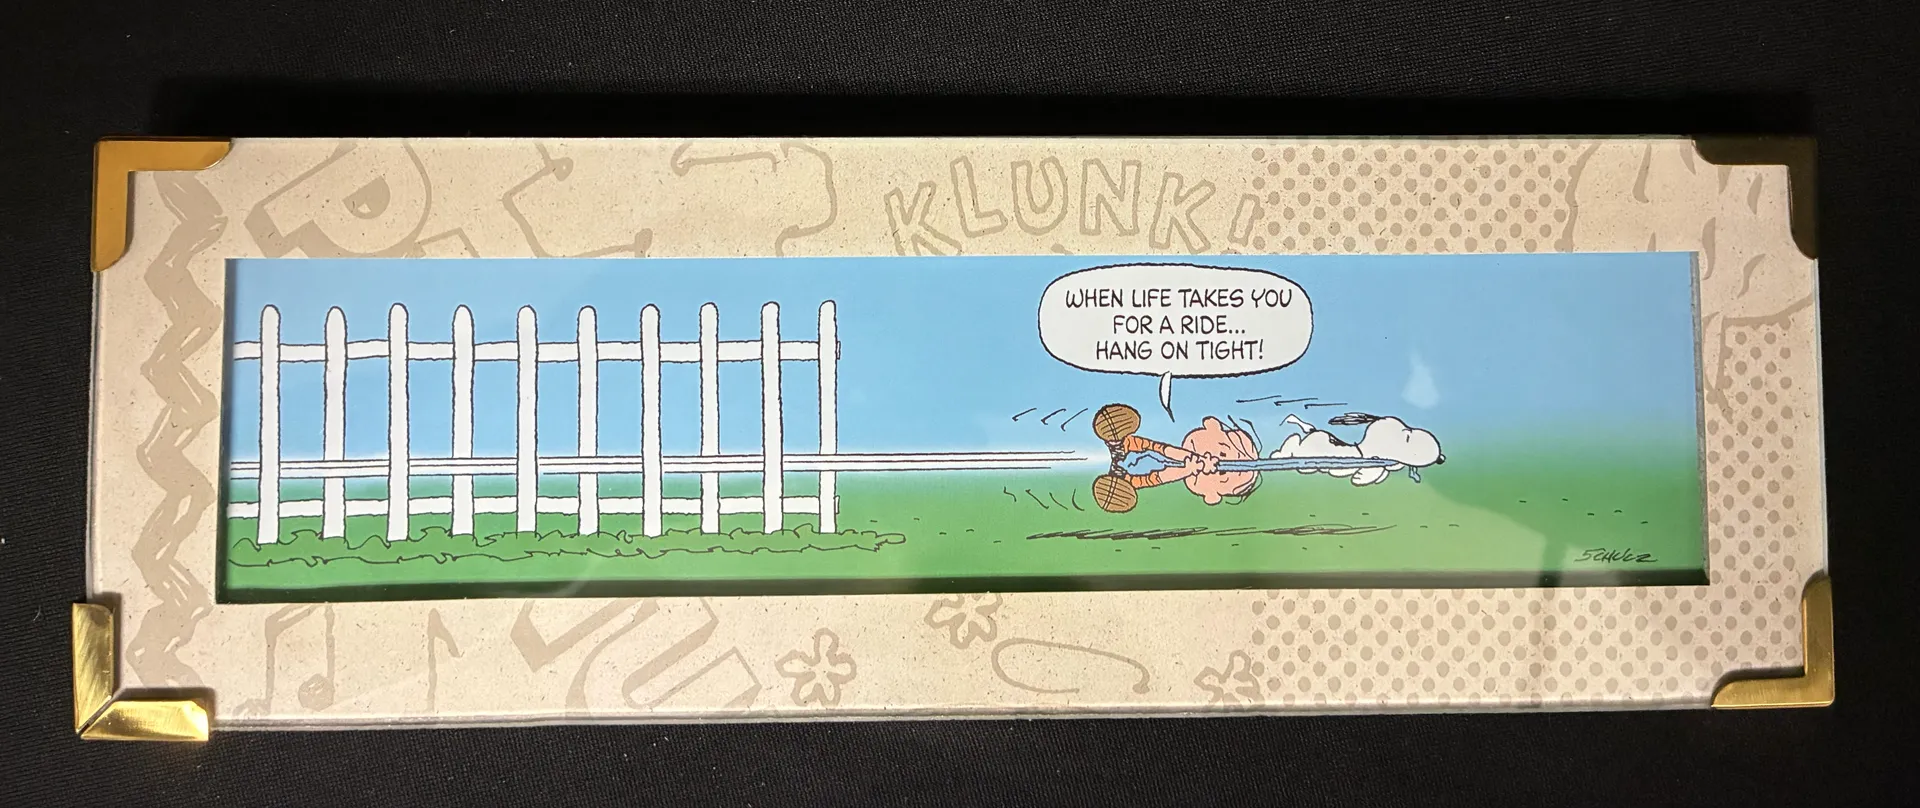 KLUNK!
WHEN LIFE TAKES YOU
FOR A RIDE...
HANG ON TIGHT!
SCHULZ